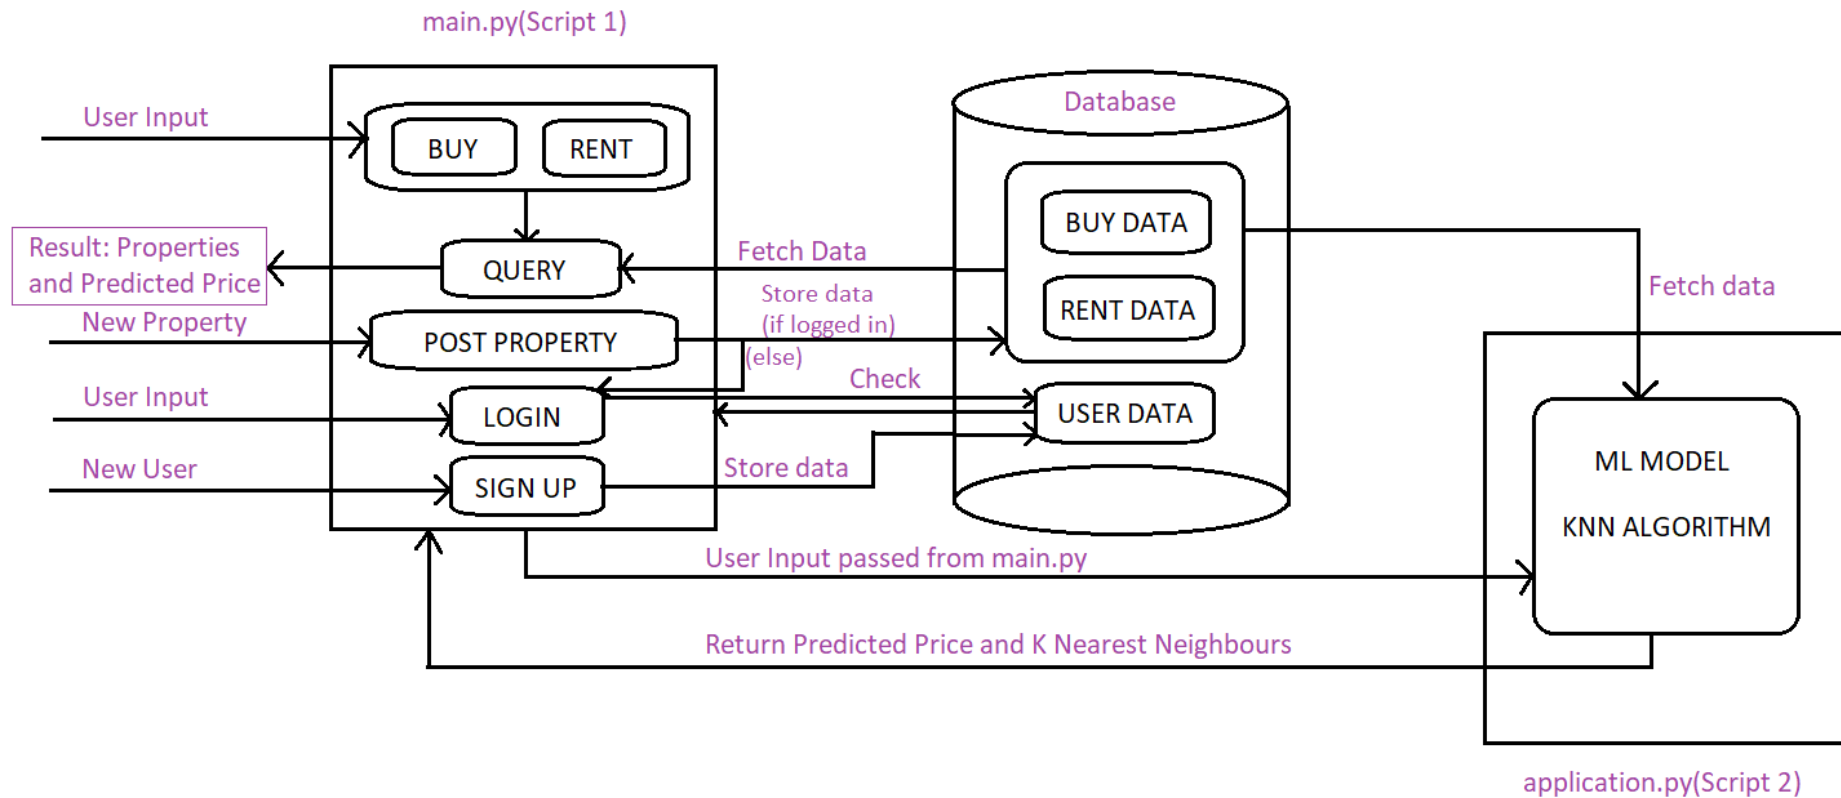 main.py(Script 1)
User Input
BUY
RENT
Database
BUY DATA
Result: Properties
and Predicted Price
QUERY
Fetch Data
Store data
(if logged in)
(else)
RENT DATA
Fetch data
New Property
POST PROPERTY
User Input
LOGIN
Check
USER DATA
New User
SIGN UP
Store data
ML MODEL
KNN ALGORITHM
User Input passed from main.py
Return Predicted Price and K Nearest Neighbours
application.py(Script 2)